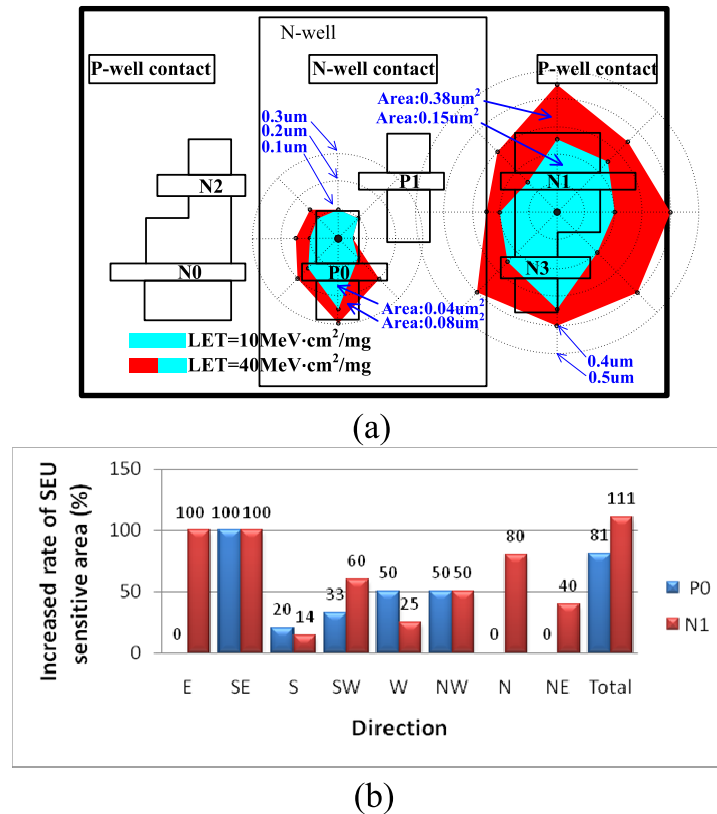 N-well
P-well contact
N-well contact
P-well contact
Area:0.38um²
Area:0.15um²
0.3um
0.2um
0.1um
N2
P1
N1
N0
P0
N3
Area:0.04um²
Area:0.08um²
LET=10MeV·cm²/mg
LET=40MeV·cm²/mg
0.4um
0.5um
(a)
Increased rate of SEU
sensitive area (%)
150
100
50
0
0 100
100 100
20 14
33 60
50 25
50 50
0 80
0 40
81 111
E SE S SW W NW N NE Total
Direction
P0
N1
(b)